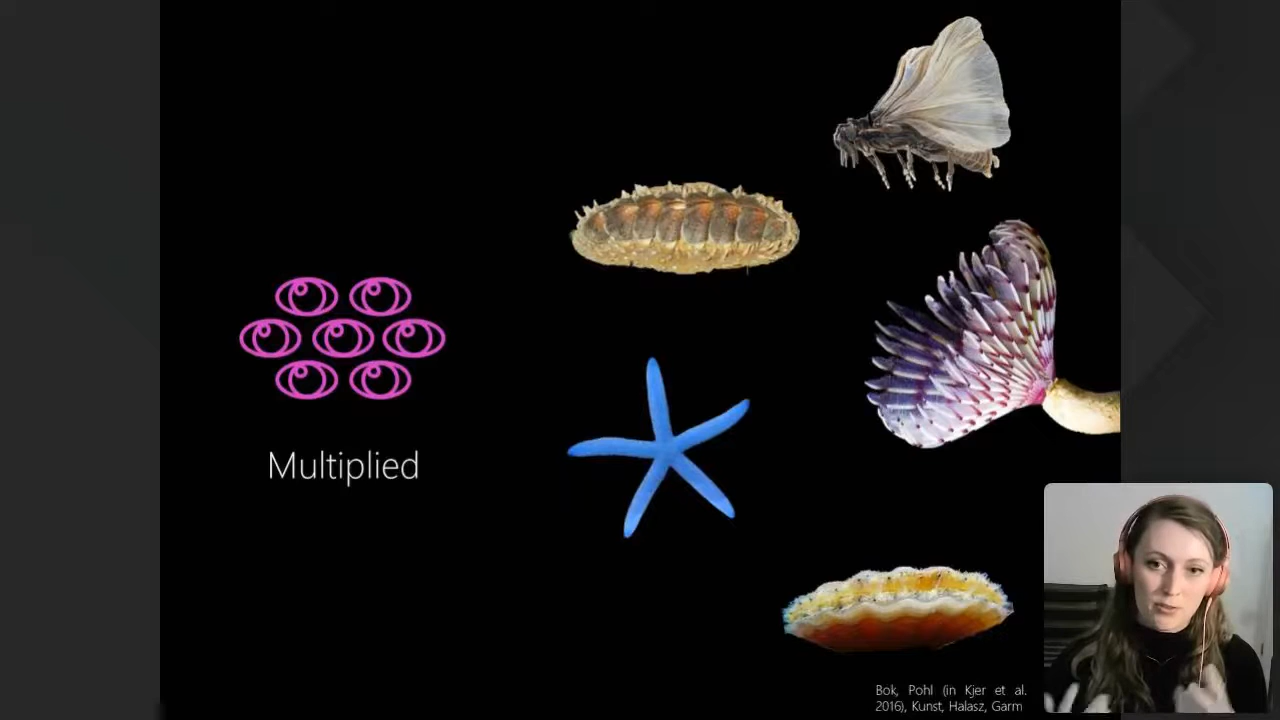 Multiplied
Bok, Pohl (in Kjer et al.
2016), Kunst, Halasz, Garm